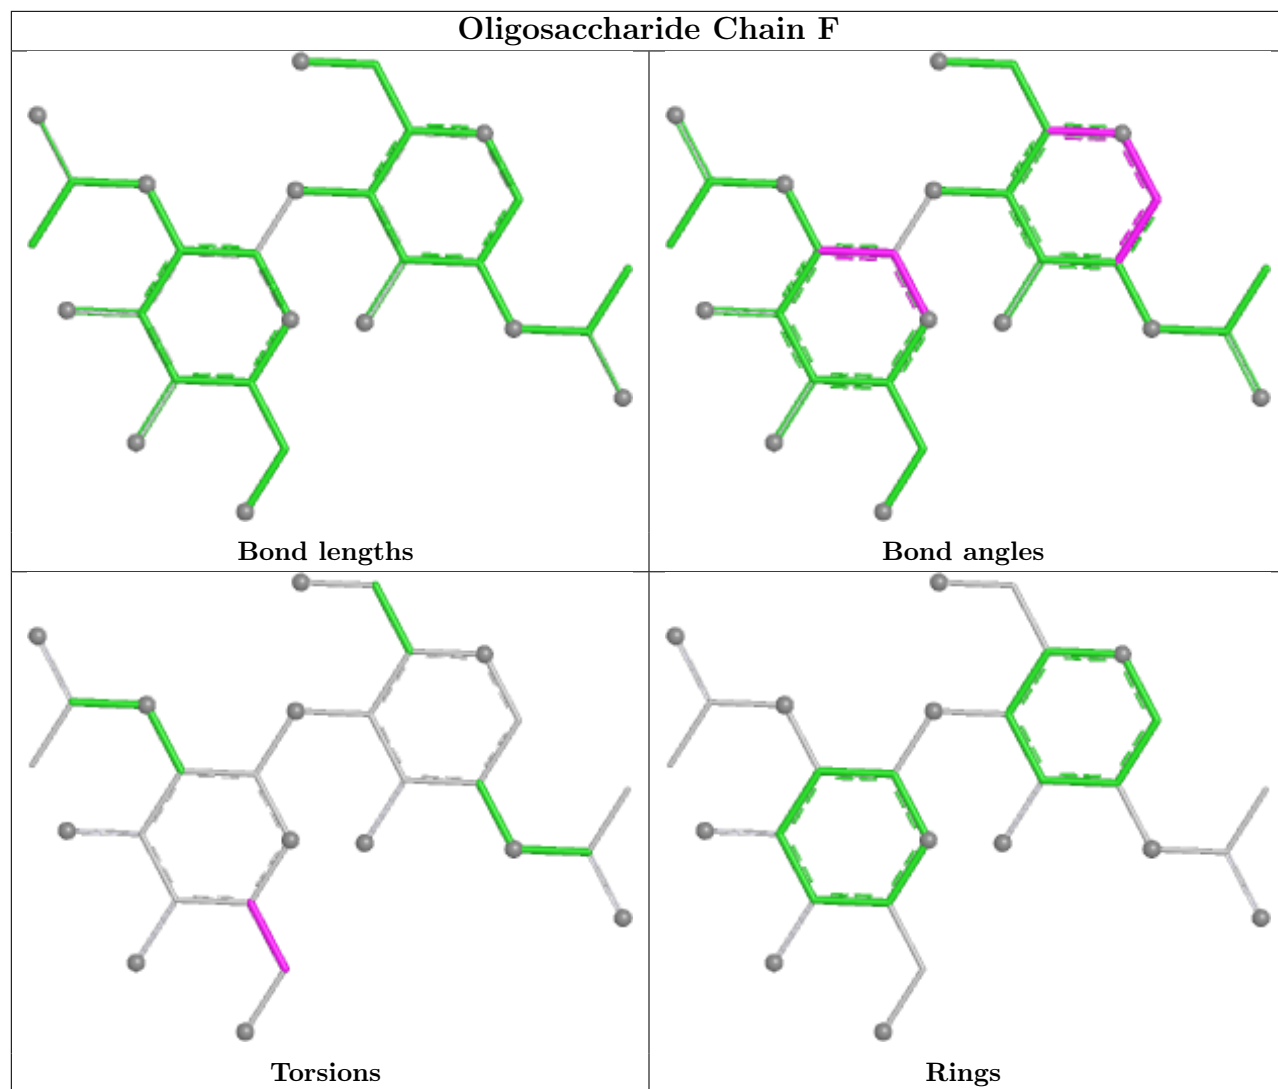 Oligosaccharide Chain F
Bond lengths
Bond angles
Torsions
Rings